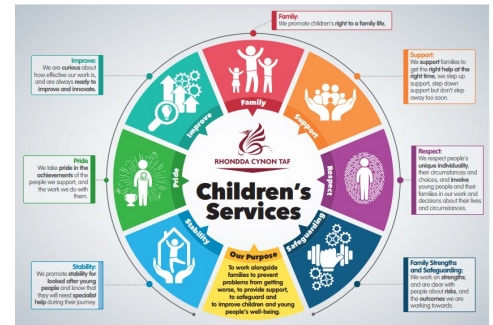 Family:
We promote children's right to a family life.
Improve:
We are curious about
how effective our work is,
and are always ready to
improve and innovate.
Support:
We support families to
get the right help at the
right time, we step up
support, step down
support but don't step
away too soon.
Pride
We take pride in the
achievements of the
people we support, and
the work we do with
them.
Respect:
We respect people's
unique individuality,
their circumstances and
choices, and involve
young people and their
families in our work and
decisions about their lives
and circumstances.
Stability:
We promote stability for
looked after young
people and know that
they will need specialist
help during their journey.
Family Strengths
and Safeguarding:
We work on strengths,
and are clear with
people about risks, and
the outcomes we are
working towards.
Family
Support
Respect
Safeguarding
Stability
Pride
Improve
RHONDDA CYNON TAF
Children's
Services
Our Purpose
To work alongside
families to prevent
problems from getting
worse, to provide support,
to safeguard and
to improve children and young
people's well-being.